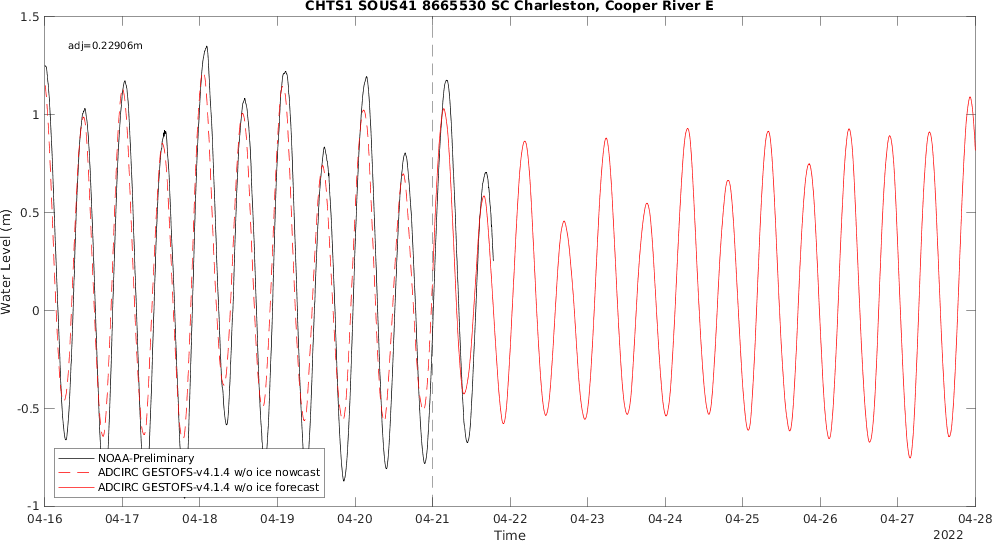 CHTS1 SOUS41 8665530 SC Charleston, Cooper River E
adj=0.22906m
1.5
1
0.5
0
-0.5
-1
Water Level (m)
NOAA-Preliminary
ADCIRC GESTOFS-v4.1.4 w/o ice nowcast
ADCIRC GESTOFS-v4.1.4 w/o ice forecast
04-16 04-17 04-18 04-19 04-20 04-21 04-22 04-23 04-24 04-25 04-26 04-27 04-28
Time
2022